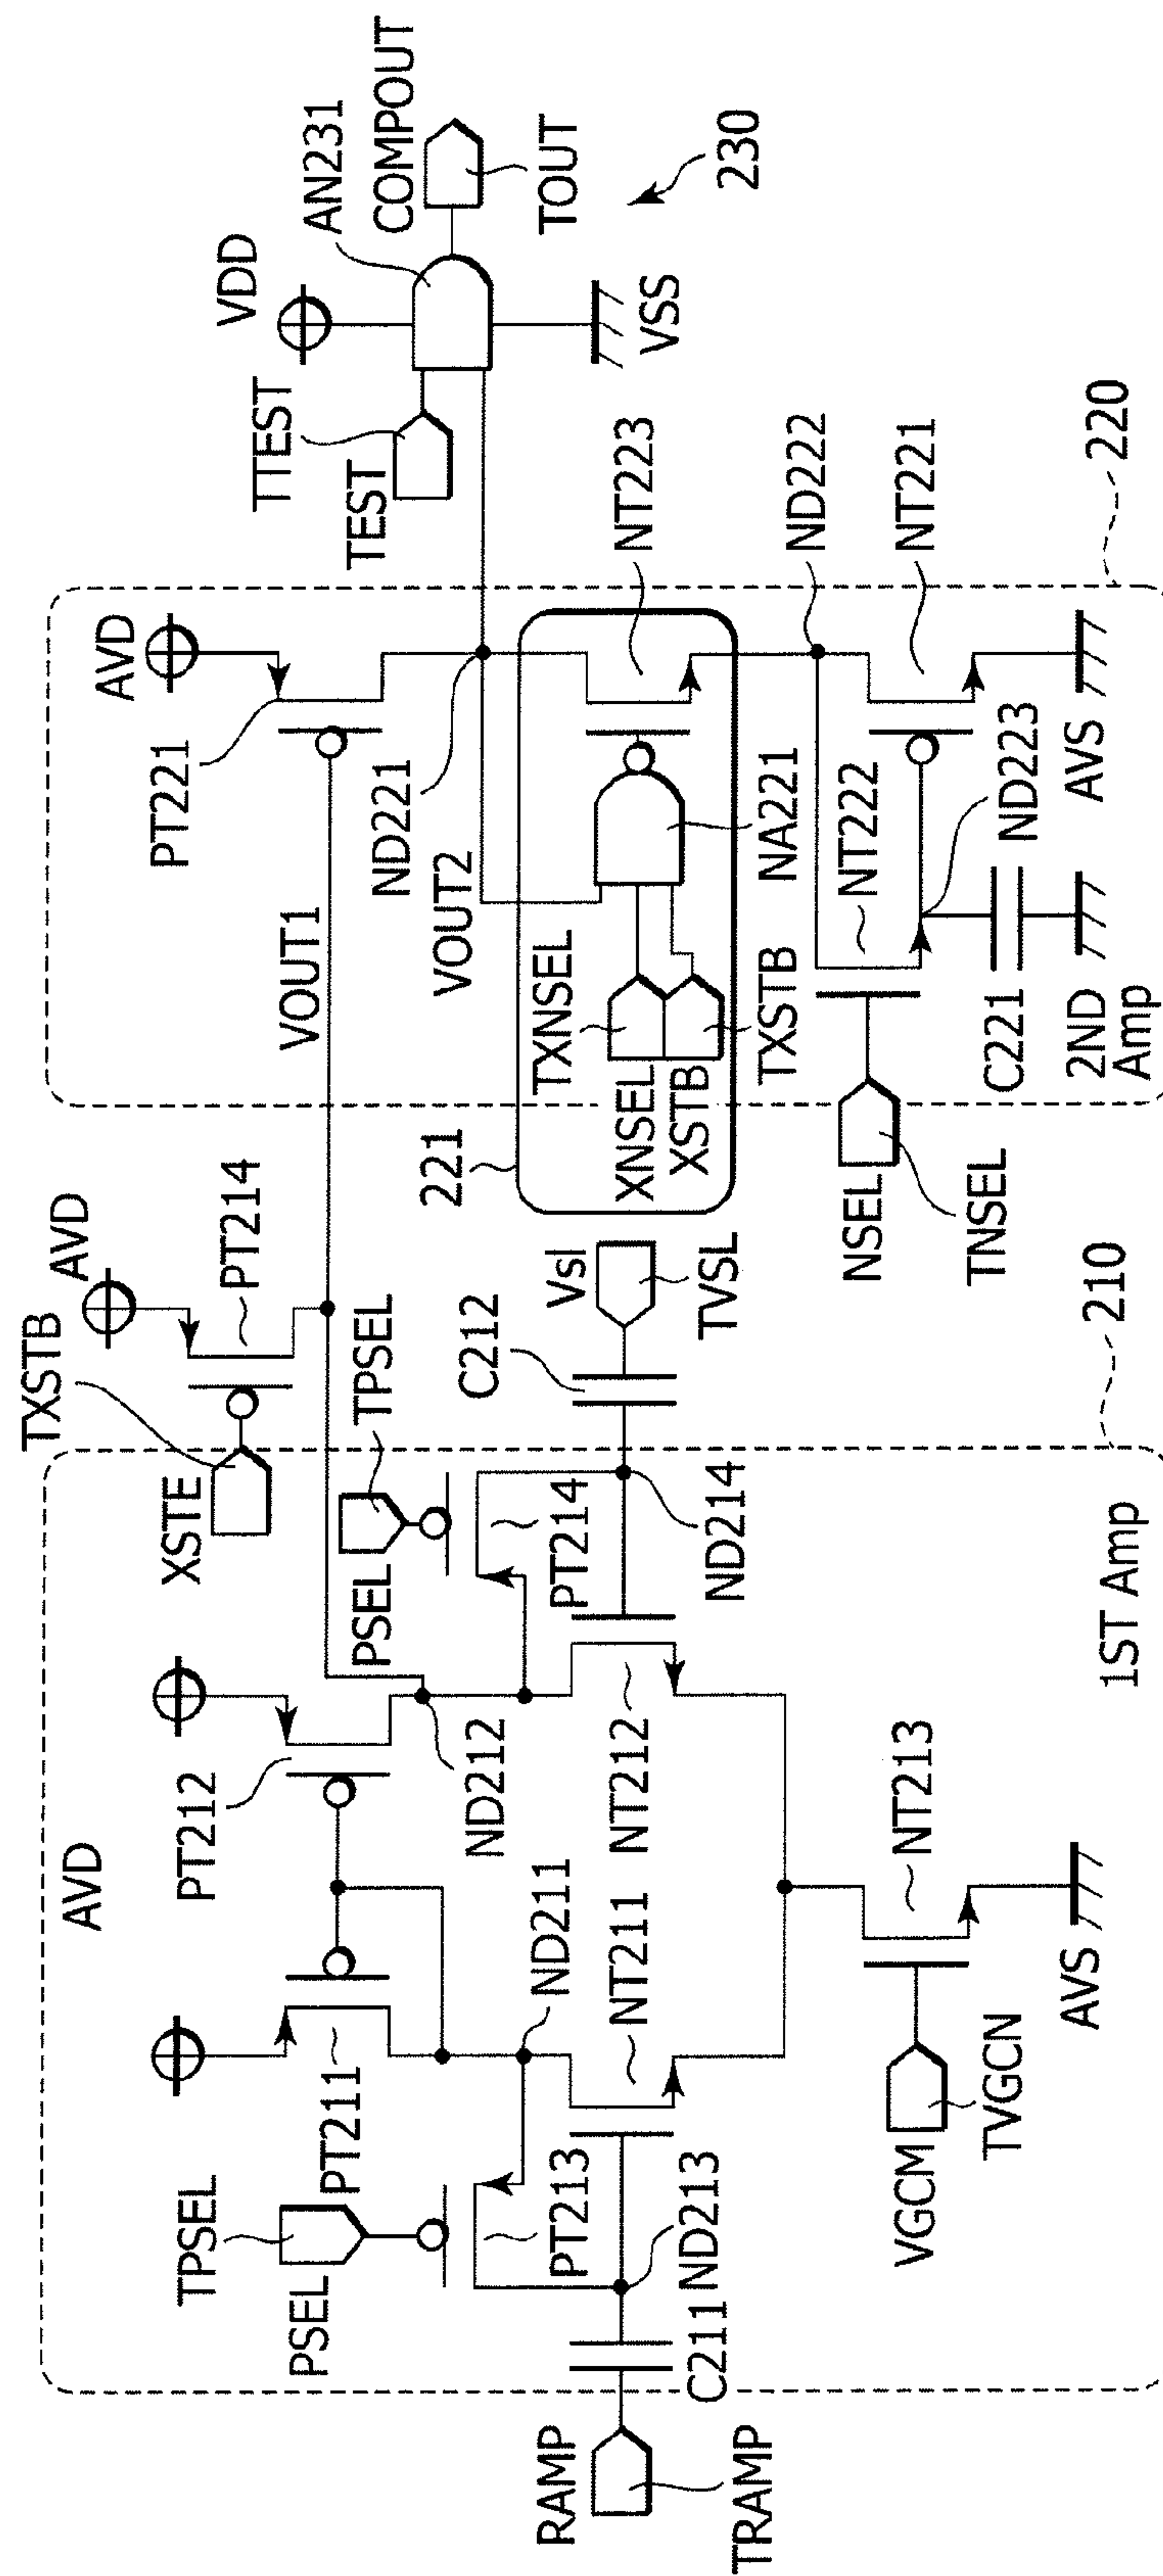 AVD
TPSEL
PSEL
PT211
PT213
RAMP
TRAMP
C211
ND213
ND211
NT211
PT212
ND212
NT212
VGCM
TVGCN
NT213
AVS
XSTE
TXSTB
AVD
PT214
PSEL
TPSEL
PT214
ND214
C212
Vsl
TVSL
1ST Amp
210
VOUT1
AVD
PT221
ND221
VOUT2
221
TXNSEL
XNSEL
XSTB
TXSTB
NA221
NT223
NSEL
TNSEL
NT222
C221
2ND
Amp
ND223
AVS
ND222
NT221
220
TTEST
TEST
VDD
AN231
VSS
COMPOUT
TOUT
230